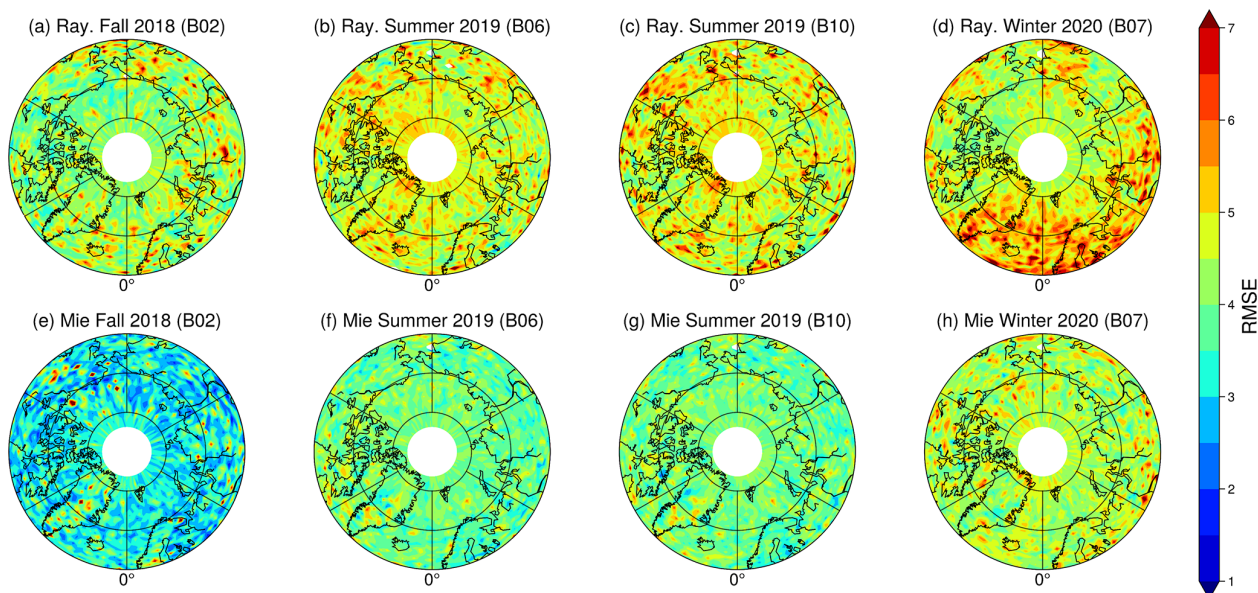 (a) Ray. Fall 2018 (B02)
(b) Ray. Summer 2019 (B06)
(c) Ray. Summer 2019 (B10)
(d) Ray. Winter 2020 (B07)
0°
0°
0°
0°
(e) Mie Fall 2018 (B02)
(f) Mie Summer 2019 (B06)
(g) Mie Summer 2019 (B10)
(h) Mie Winter 2020 (B07)
0°
0°
0°
0°
7
6
5
4
3
2
1
RMSE